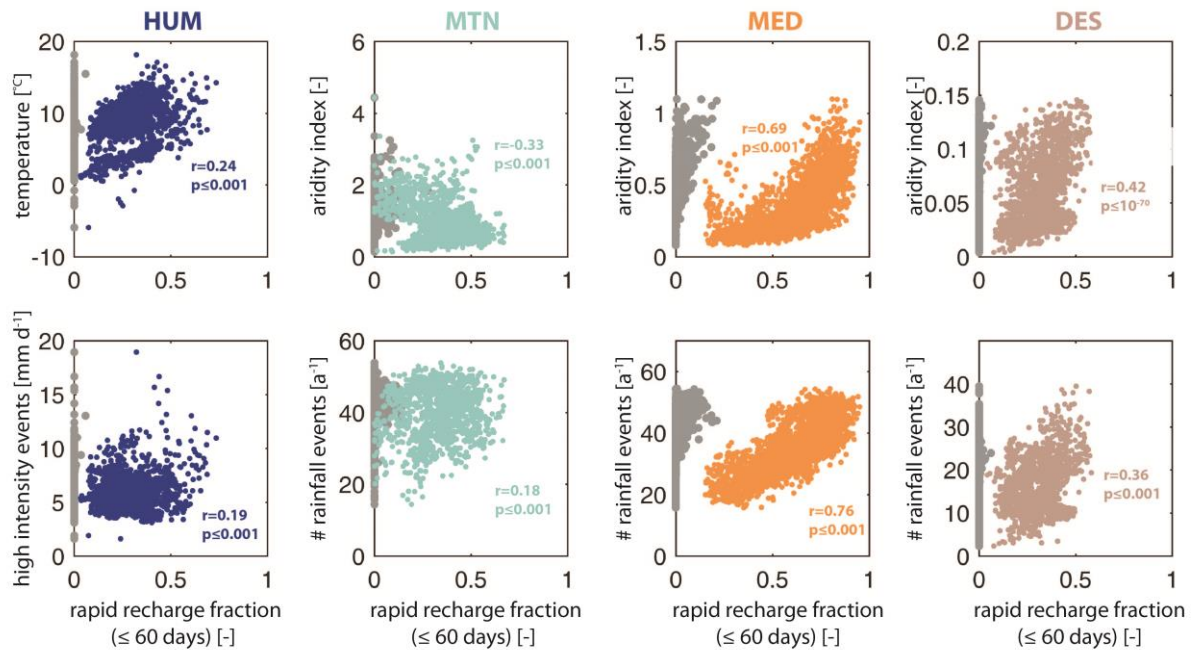 HUM
MTN
MED
DES
temperature [°C]
20
10
0
-10
0
0.5
1
r=0.24
p≤0.001
aridity index [-]
6
4
2
0
0
0.5
1
r=-0.33
p≤0.001
aridity index [-]
1.5
1
0.5
0
0
0.5
1
r=0.69
p≤0.001
aridity index [-]
0.2
0.15
0.1
0.05
0
0
0.5
1
r=0.42
p≤10⁻⁷⁰
high intensity events [mm d⁻¹]
20
15
10
5
0
0
0.5
1
r=0.19
p≤0.001
rapid recharge fraction
(≤ 60 days) [-]
# rainfall events [a⁻¹]
60
40
20
0
0
0.5
1
r=0.18
p≤0.001
rapid recharge fraction
(≤ 60 days) [-]
# rainfall events [a⁻¹]
60
40
20
0
0
0.5
1
r=0.76
p≤0.001
rapid recharge fraction
(≤ 60 days) [-]
# rainfall events [a⁻¹]
40
30
20
10
0
0
0.5
1
r=0.36
p≤0.001
rapid recharge fraction
(≤ 60 days) [-]